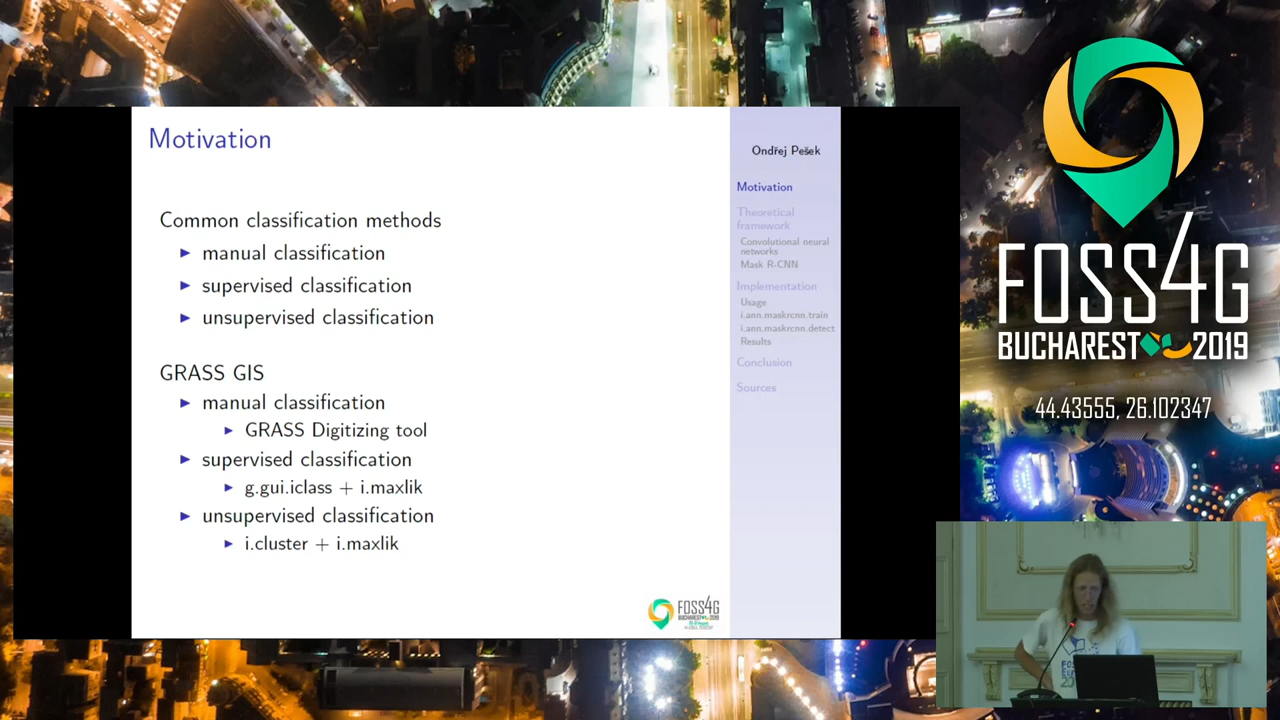 Motivation
Common classification methods
manual classification
supervised classification
unsupervised classification
GRASS GIS
manual classification
GRASS Digitizing tool
supervised classification
g.gui.iclass + i.maxlik
unsupervised classification
i.cluster + i.maxlik
FOSS4G
BUCHAREST 2019
Ondřej Pešek
Motivation
Theoretical
framework
Convolutional neural
networks
Mask R-CNN
Implementation
Usage
i.ann.maskrcnn.train
i.ann.maskrcnn.detect
Results
Conclusion
Sources
FOSS4G
BUCHAREST 2019
44.43555, 26.102347